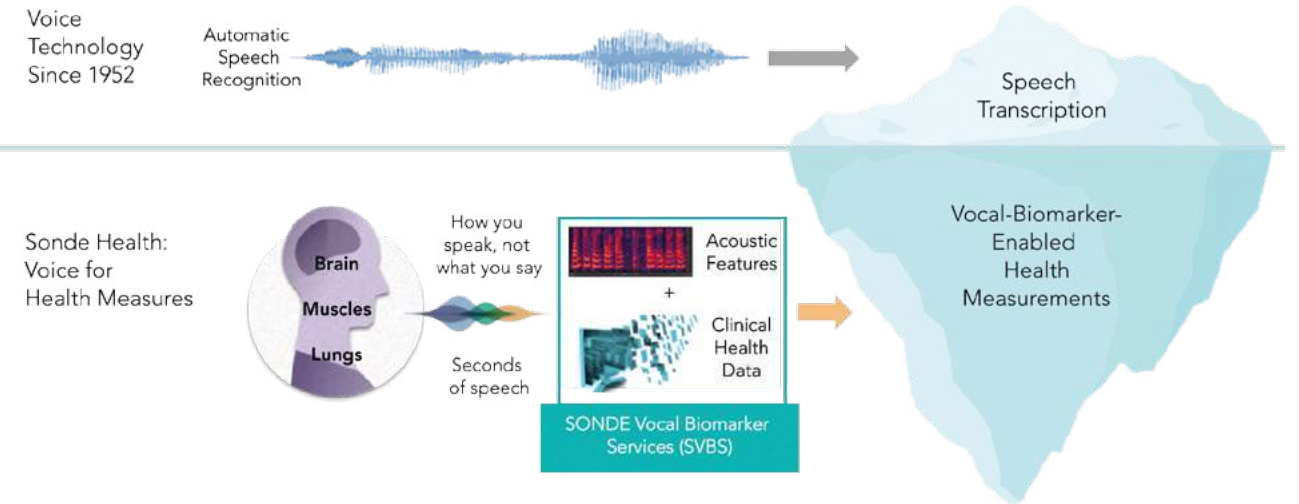 Voice
Technology
Since 1952
Automatic
Speech
Recognition
Speech
Transcription
Sonde Health:
Voice for
Health Measures
Brain
Muscles
Lungs
How you
speak, not
what you say
Seconds
of speech
Acoustic
Features
+
Clinical
Health
Data
SONDE Vocal Biomarker
Services (SVBS)
Vocal-Biomarker-
Enabled
Health
Measurements